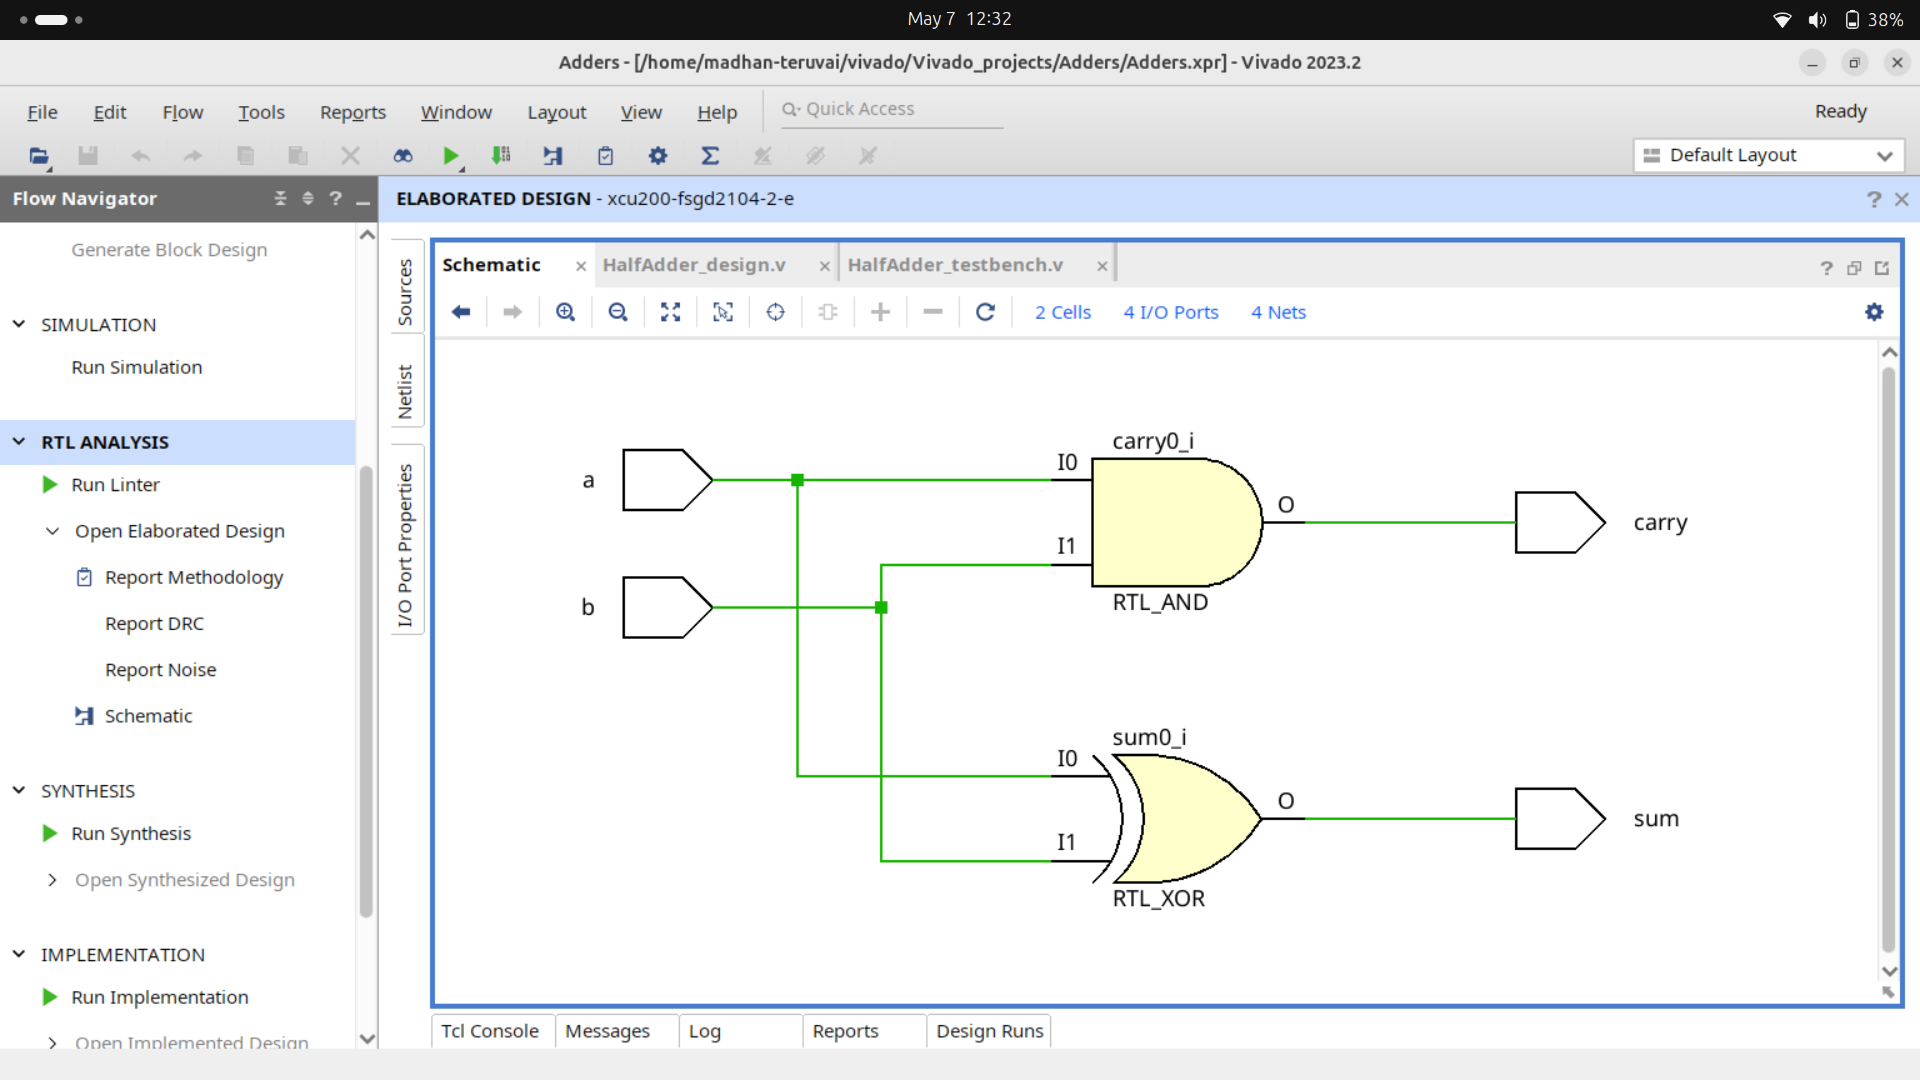 May 7 12:32
38%
Adders - [/home/madhan-teruvai/vivado/Vivado_projects/Adders/Adders.xpr] - Vivado 2023.2
File Edit Flow Tools Reports Window Layout View Help Quick Access Ready
Default Layout
Flow Navigator
ELABORATED DESIGN - xcu200-fsgd2104-2-e
Generate Block Design
SIMULATION
Run Simulation
RTL ANALYSIS
Run Linter
Open Elaborated Design
Report Methodology
Report DRC
Report Noise
Schematic
SYNTHESIS
Run Synthesis
Open Synthesized Design
IMPLEMENTATION
Run Implementation
Open Implemented Design
Sources
Netlist
I/O Port Properties
Schematic HalfAdder_design.v HalfAdder_testbench.v
2 Cells 4 I/O Ports 4 Nets
carry0_i
a
I0
O
carry
I1
b
RTL_AND
sum0_i
I0
O
sum
I1
RTL_XOR
Tcl Console Messages Log Reports Design Runs